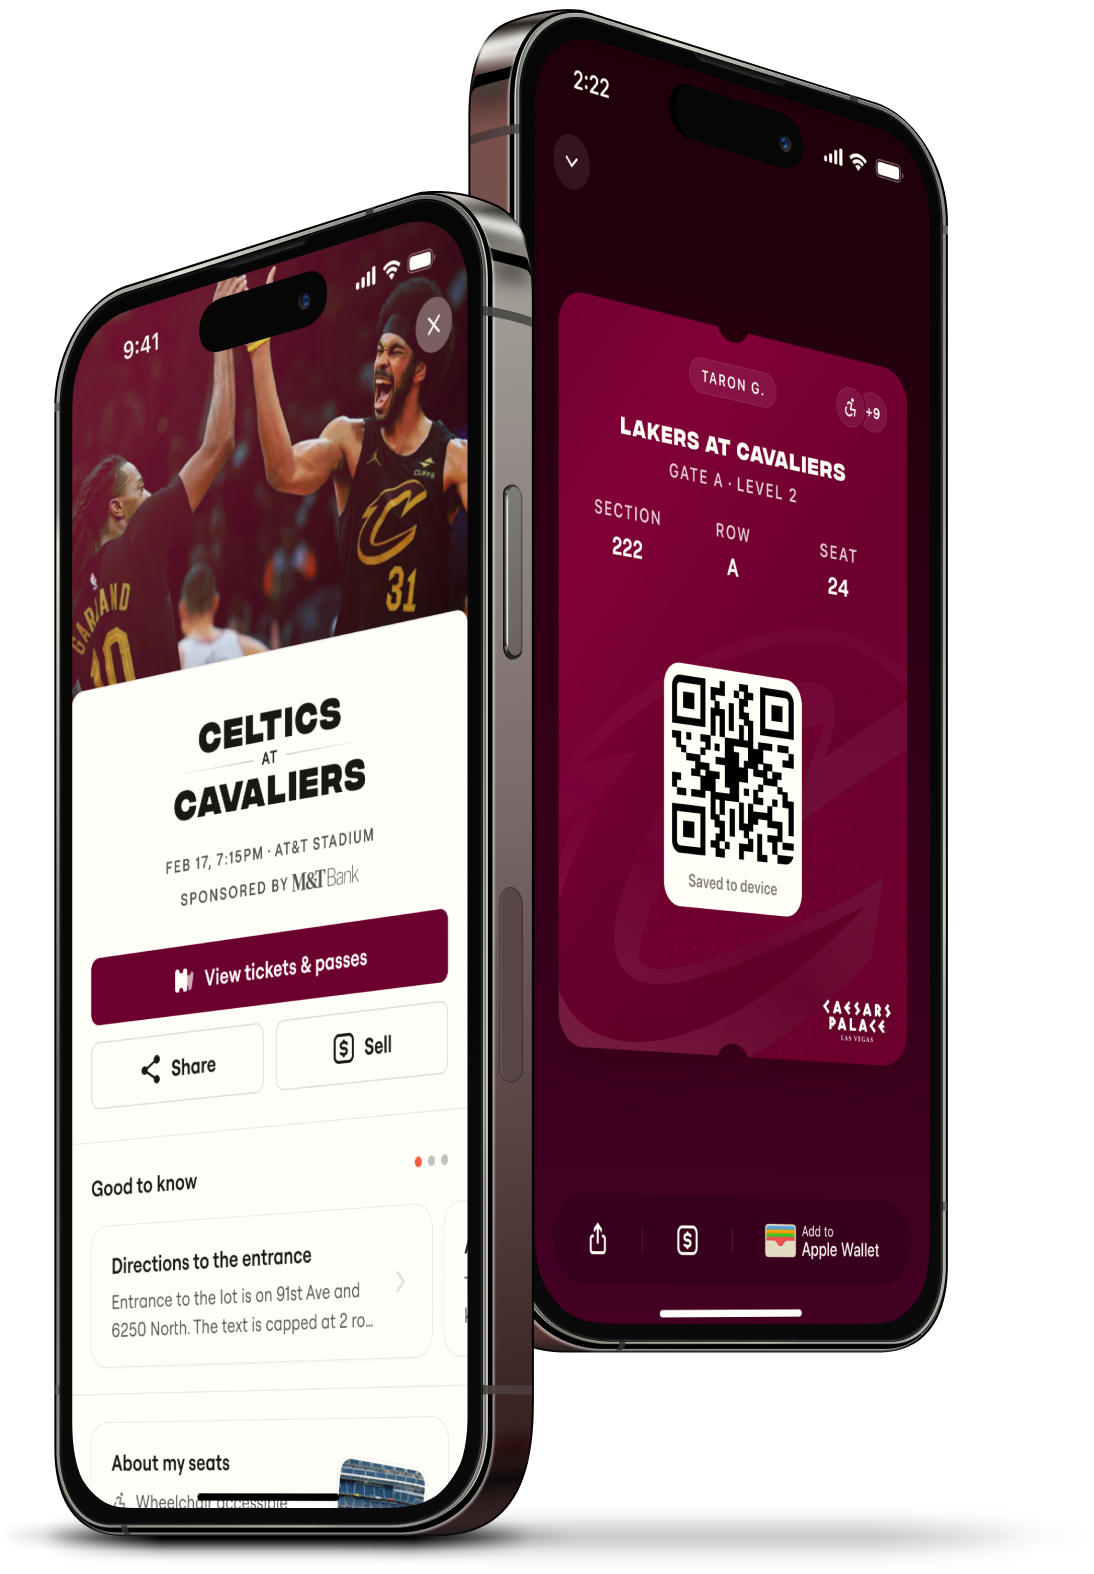 9:41
CLIFFS
31
GARLAND
10
CELTICS
AT
CAVALIERS
FEB 17, 7:15PM · AT&T STADIUM
SPONSORED BY M&T Bank
View tickets & passes
Share
Sell
Good to know
Directions to the entrance
Entrance to the lot is on 91st Ave and
6250 North. The text is capped at 2 ro...
About my seats
Wheelchair accessible
2:22
TARON G.
+9
LAKERS AT CAVALIERS
GATE A · LEVEL 2
SECTION
ROW
SEAT
222
A
24
Saved to device
CAESARS
PALACE
LAS VEGAS
Add to
Apple Wallet